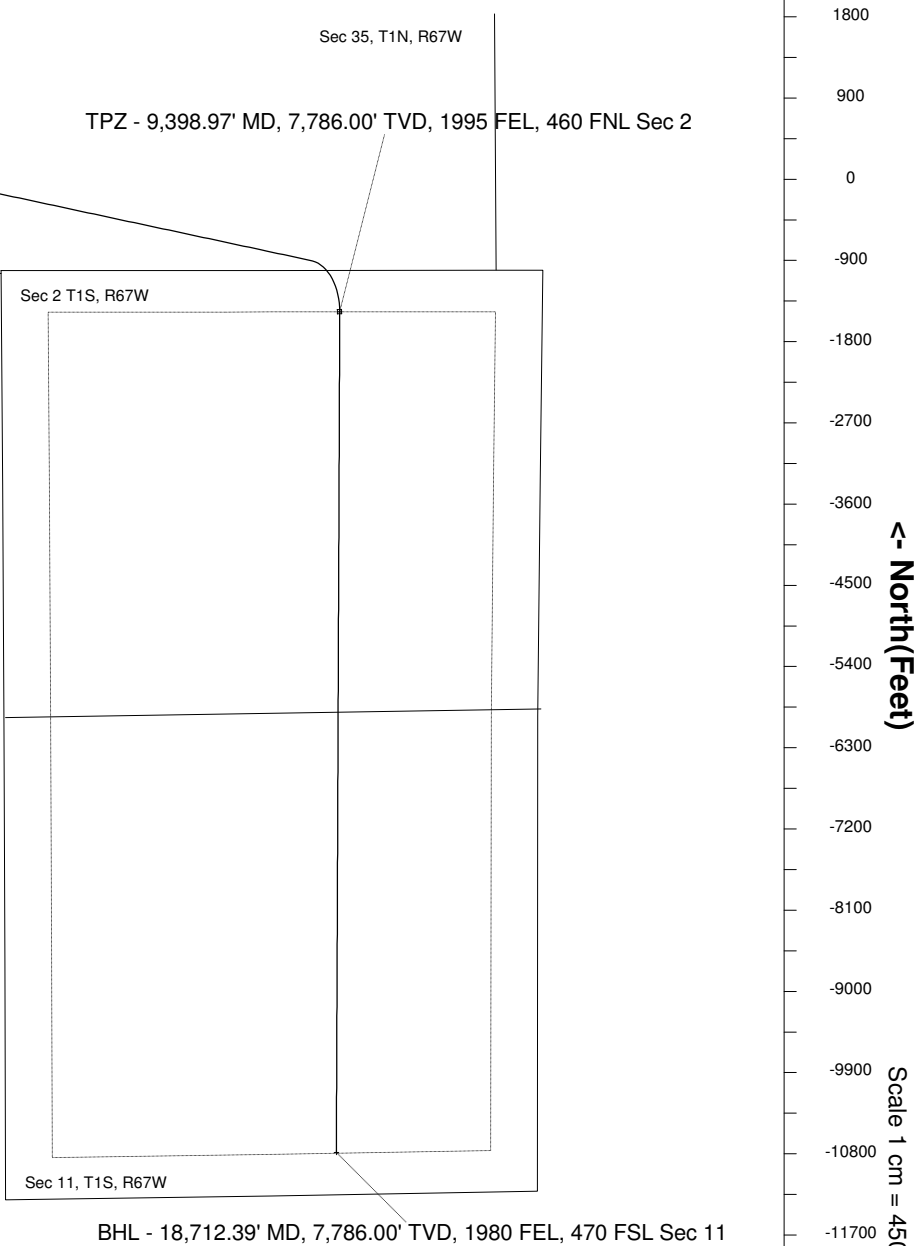 1800
Sec 35, T1N, R67W
900
TPZ - 9,398.97' MD, 7,786.00' TVD, 1995 FEL, 460 FNL Sec 2
0
-900
Sec 2 T1S, R67W
-1800
-2700
-3600
<- North(Feet)
-4500
-5400
-6300
-7200
-8100
-9000
-9900
Scale 1 cm = 450
-10800
Sec 11, T1S, R67W
BHL - 18,712.39' MD, 7,786.00' TVD, 1980 FEL, 470 FSL Sec 11
-11700